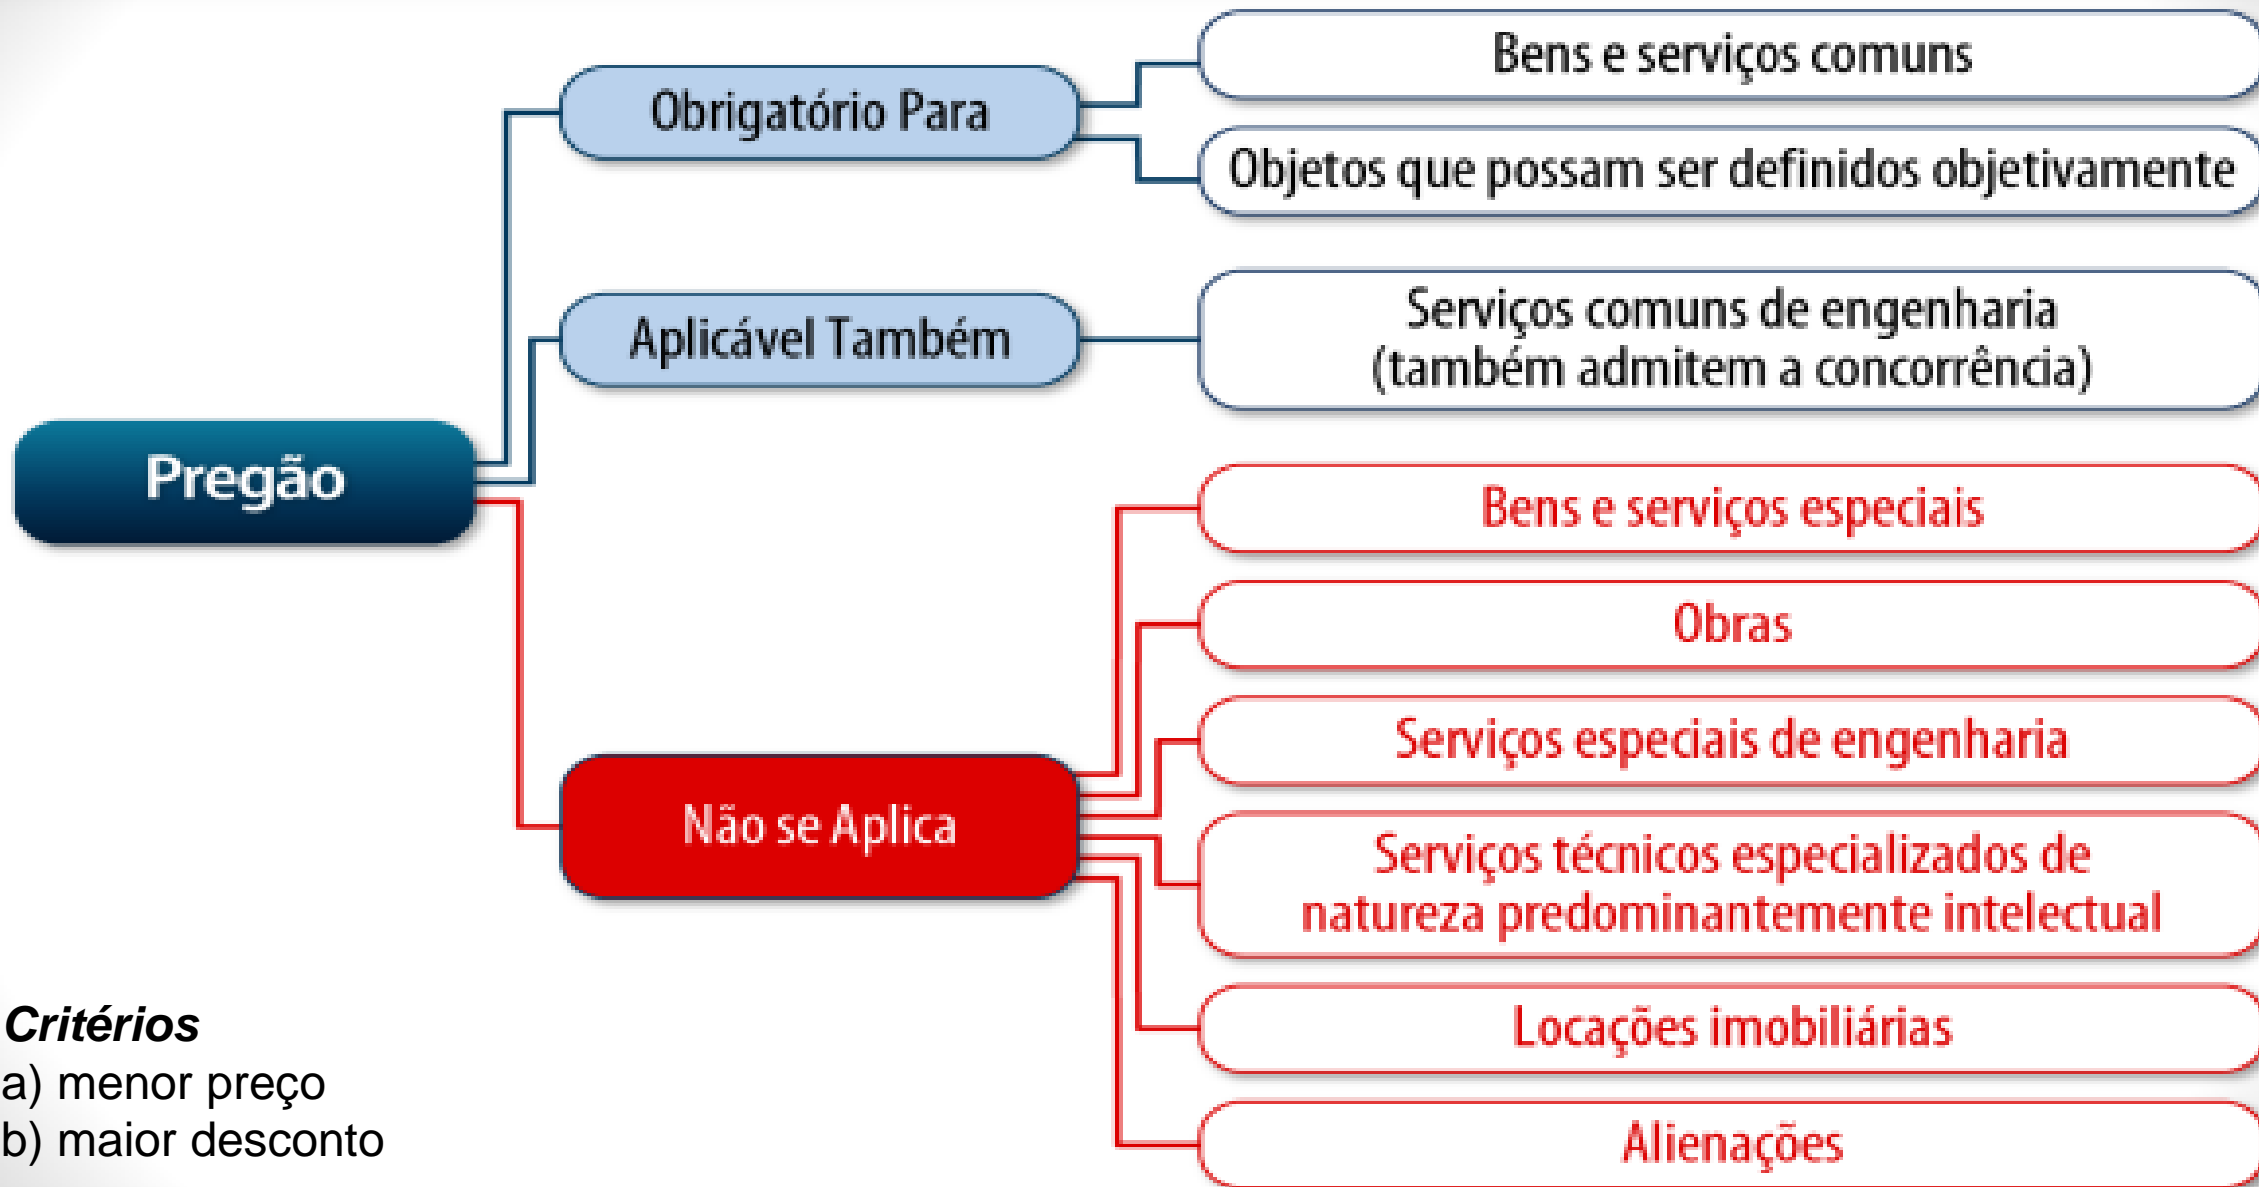 Pregão
Obrigatório Para
Bens e serviços comuns
Objetos que possam ser definidos objetivamente
Aplicável Também
Serviços comuns de engenharia
(também admitem a concorrência)
Não se Aplica
Bens e serviços especiais
Obras
Serviços especiais de engenharia
Serviços técnicos especializados de
natureza predominantemente intelectual
Locações imobiliárias
Alienações
Critérios
a) menor preço
b) maior desconto